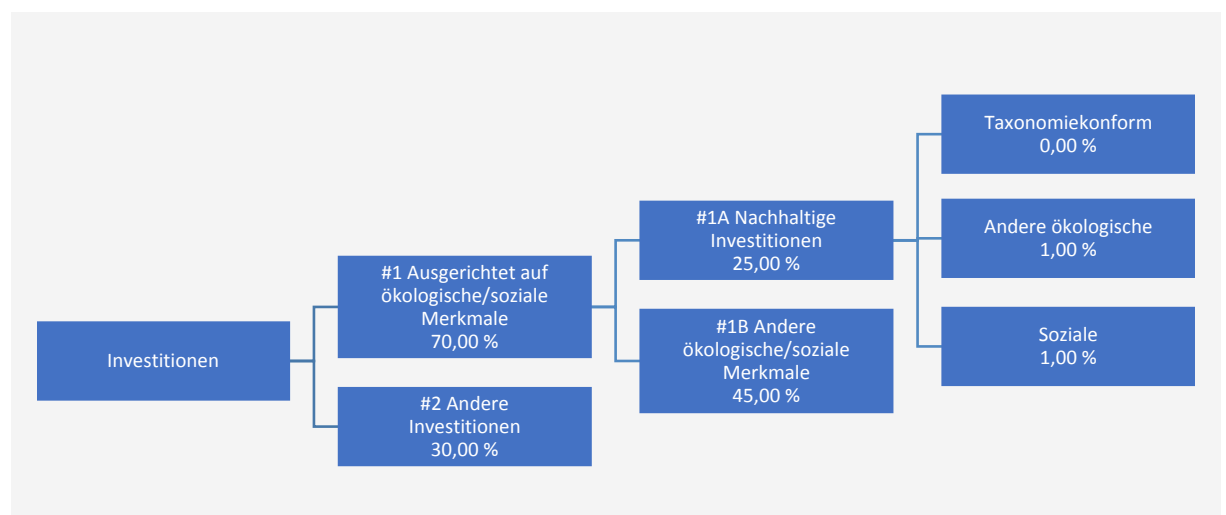 Investitionen
#1 Ausgerichtet auf
ökologische/soziale
Merkmale
70,00 %
#2 Andere
Investitionen
30,00 %
#1A Nachhaltige
Investitionen
25,00 %
#1B Andere
ökologische/soziale
Merkmale
45,00 %
Taxonomiekonform
0,00 %
Andere ökologische
1,00 %
Soziale
1,00 %